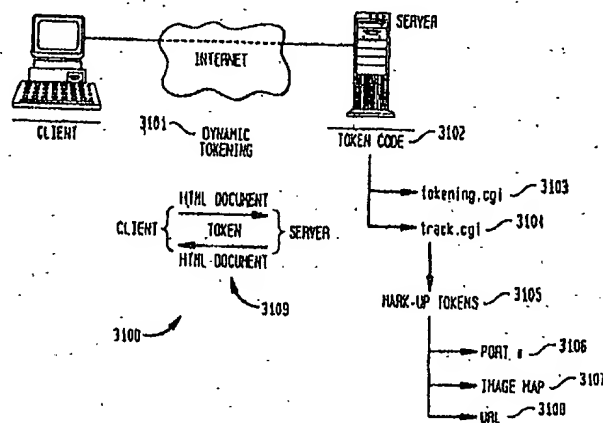 SERVER
INTERNET
CLIENT
3101
DYNAMIC
TOKENING
TOKEN CODE
3102
tokening.cgi
3103
track.cgi
3104
HTML DOCUMENT
CLIENT
TOKEN
SERVER
HTML DOCUMENT
3109
3100
MARK-UP TOKENS
3105
PORT
3106
IMAGE MAP
3107
URL
3108